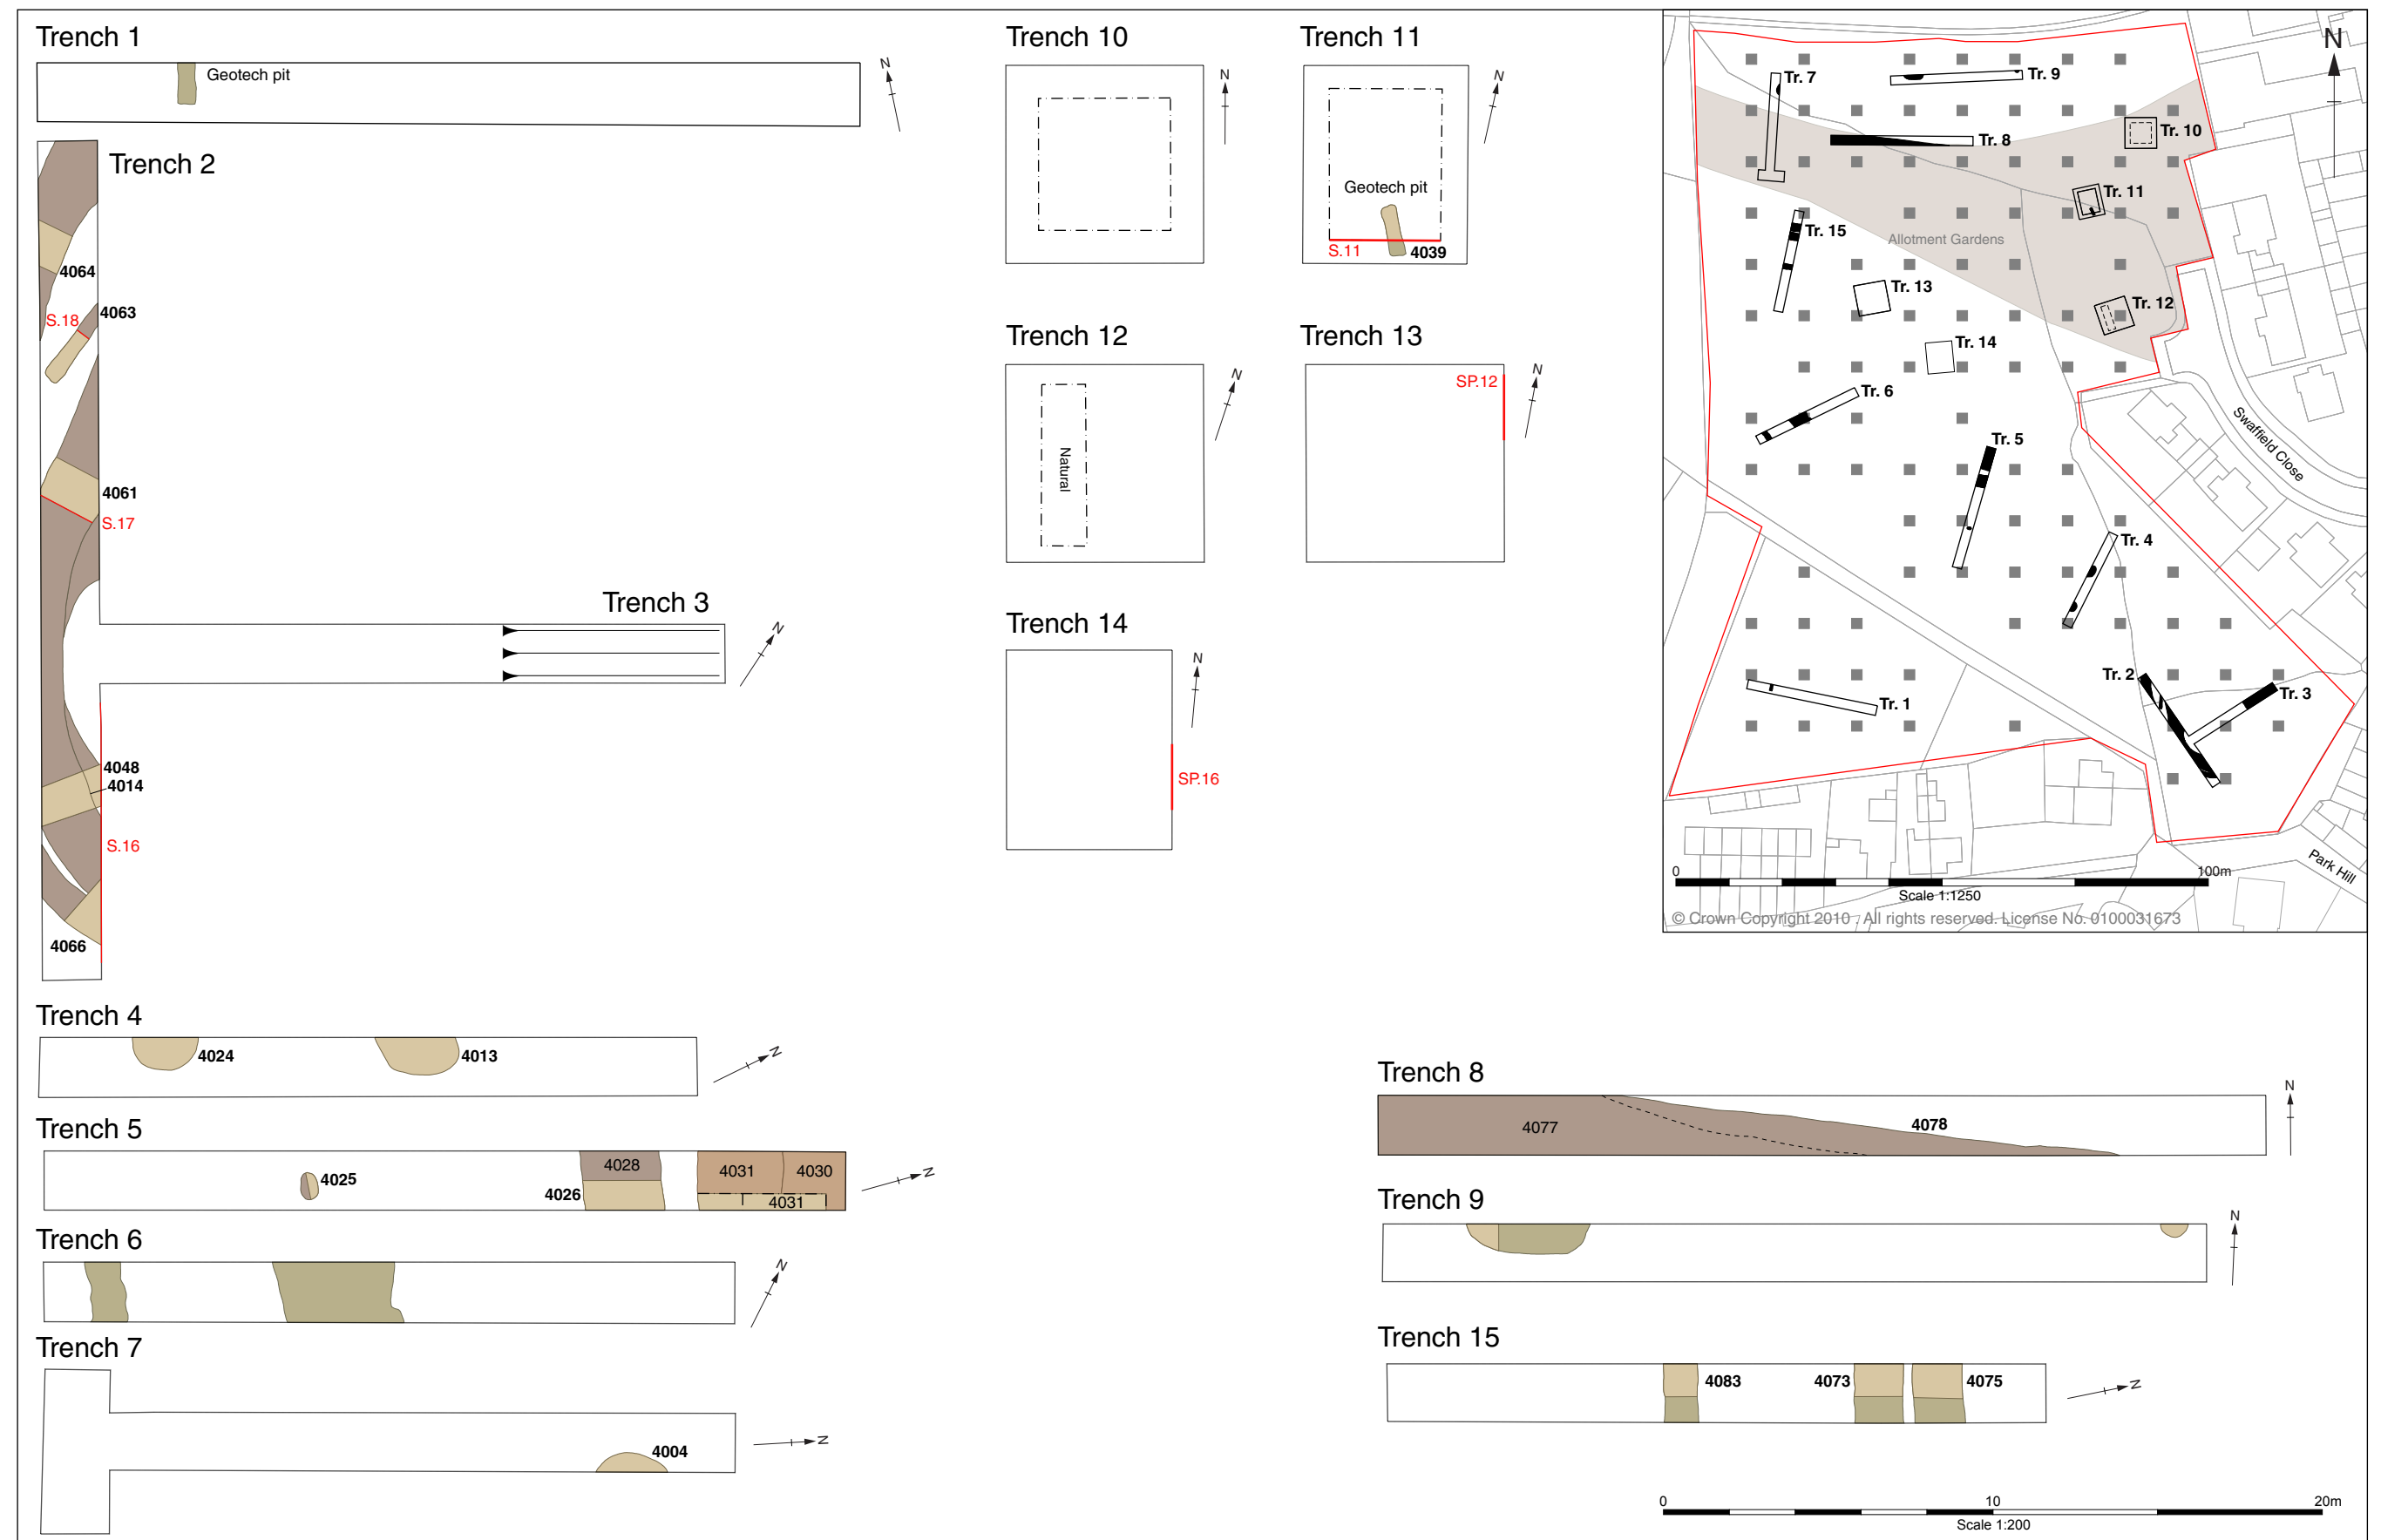 Trench 1
Geotech pit
N
Trench 2
4064
4063
S.18
4061
S.17
Trench 3
N
4048
4014
S.16
4066
Trench 4
4024
4013
N
Trench 5
4025
4026
4028
4031
4030
4031
N
Trench 6
N
Trench 7
4004
N
Trench 10
N
Trench 11
N
Geotech pit
S.11
4039
Trench 12
N
Natural
Trench 13
SP.12
N
Trench 14
N
SP.16
N
Tr. 7
Tr. 9
Tr. 10
Tr. 8
Tr. 11
Tr. 15
Allotment Gardens
Tr. 13
Tr. 12
Tr. 14
Tr. 6
Swaffield Close
Tr. 5
Tr. 4
Tr. 2
Tr. 3
Tr. 1
Park Hill
0
100m
Scale 1:1250
© Crown Copyright 2010 . All rights reserved. License No. 0100031673
Trench 8
N
4077
4078
Trench 9
N
Trench 15
4083
4073
4075
N
0
10
20m
Scale 1:200